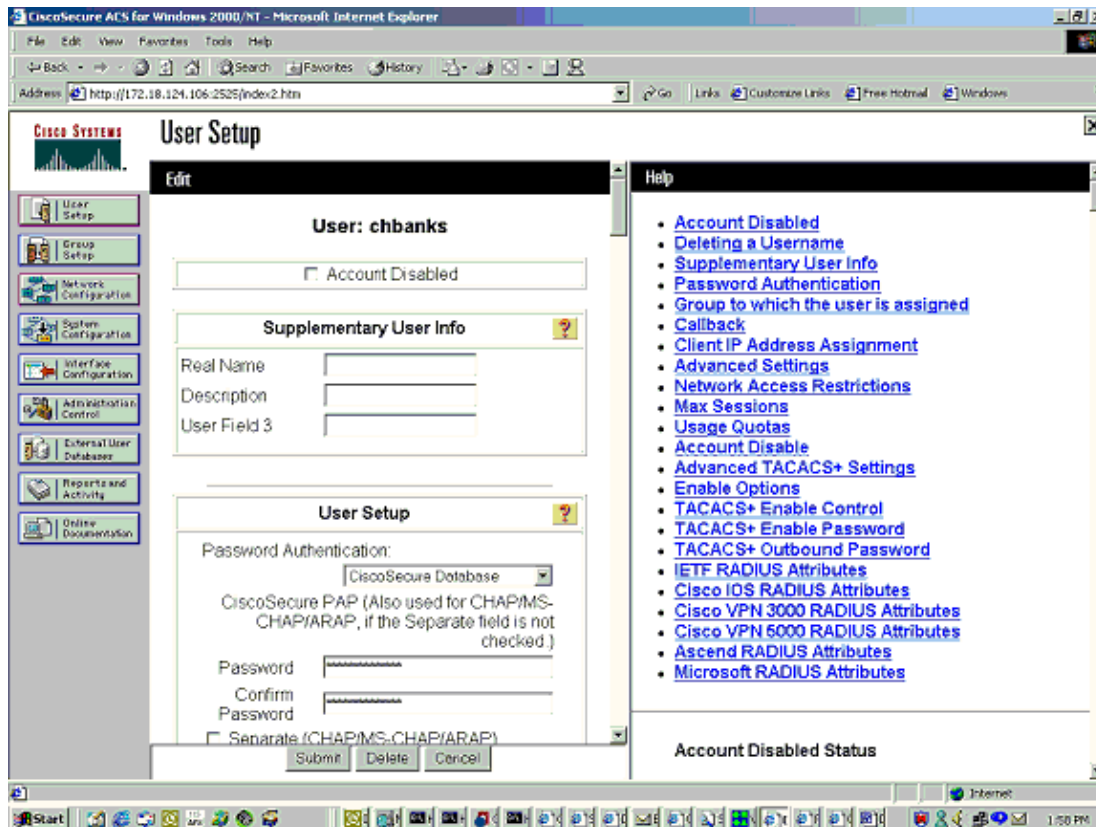 CiscoSecure ACS for Windows 2000/NT - Microsoft Internet Explorer
File Edit View Favorites Tools Help
Back Search Favorites History
Address http://172.18.124.106:2525/index2.htm Go Links Customize Links Free Hotmail Windows
CISCO SYSTEMS
User Setup
User Setup
Group Setup
Network Configuration
System Configuration
Interface Configuration
Administration Control
External User Databases
Reports and Activity
Online Documentation
Edit
User: chbanks
Account Disabled
Supplementary User Info
Real Name
Description
User Field 3
User Setup
Password Authentication:
CiscoSecure Database
CiscoSecure PAP (Also used for CHAP/MS-
CHAP/ARAP, if the Separate field is not
checked.)
Password
Confirm
Password
Separate (CHAP/MS-CHAP/ARAP)
Submit Delete Cancel
Help
Account Disabled
Deleting a Username
Supplementary User Info
Password Authentication
Group to which the user is assigned
Callback
Client IP Address Assignment
Advanced Settings
Network Access Restrictions
Max Sessions
Usage Quotas
Account Disable
Advanced TACACS+ Settings
Enable Options
TACACS+ Enable Control
TACACS+ Enable Password
TACACS+ Outbound Password
IETF RADIUS Attributes
Cisco IOS RADIUS Attributes
Cisco VPN 3000 RADIUS Attributes
Cisco VPN 5000 RADIUS Attributes
Ascend RADIUS Attributes
Microsoft RADIUS Attributes
Account Disabled Status
Internet
Start 1:50 PM